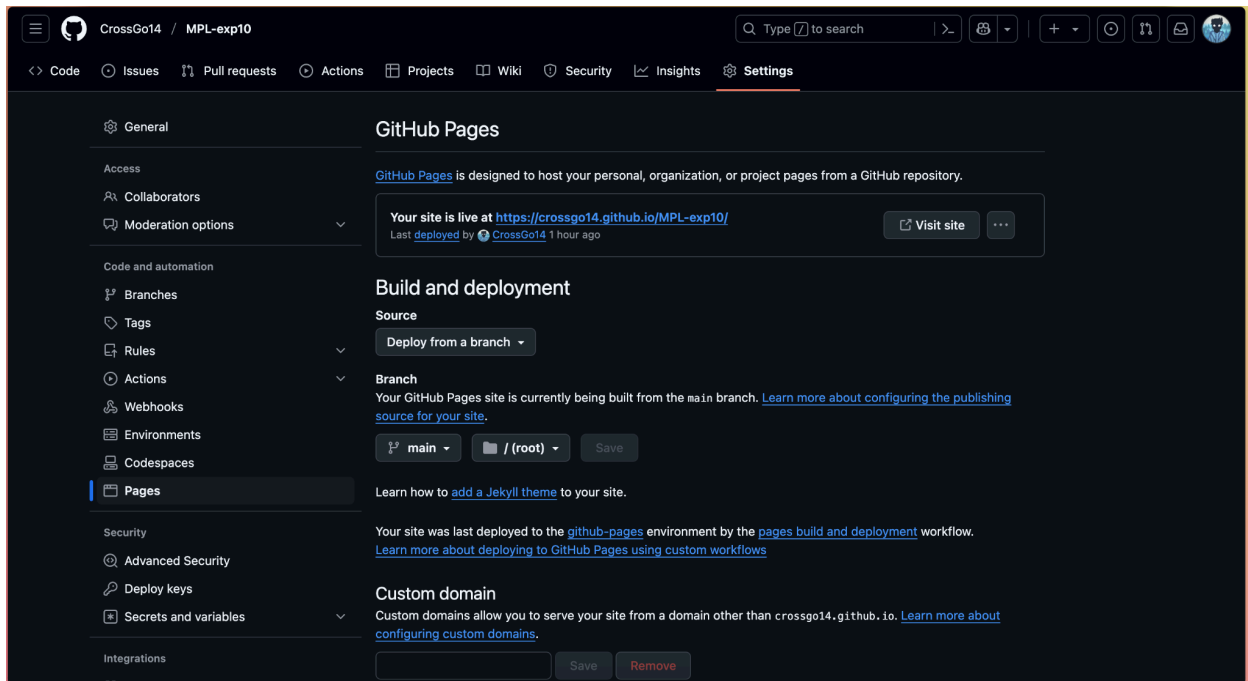 CrossGo14 / MPL-exp10
Type / to search
Code Issues Pull requests Actions Projects Wiki Security Insights Settings
General
Access
Collaborators
Moderation options
Code and automation
Branches
Tags
Rules
Actions
Webhooks
Environments
Codespaces
Pages
Security
Advanced Security
Deploy keys
Secrets and variables
Integrations
GitHub Pages
GitHub Pages is designed to host your personal, organization, or project pages from a GitHub repository.
Your site is live at https://crossgo14.github.io/MPL-exp10/
Last deployed by CrossGo14 1 hour ago
Visit site
Build and deployment
Source
Deploy from a branch
Branch
Your GitHub Pages site is currently being built from the main branch. Learn more about configuring the publishing
source for your site.
main / (root) Save
Learn how to add a Jekyll theme to your site.
Your site was last deployed to the github-pages environment by the pages build and deployment workflow.
Learn more about deploying to GitHub Pages using custom workflows
Custom domain
Custom domains allow you to serve your site from a domain other than crossgo14.github.io. Learn more about
configuring custom domains.
Save Remove